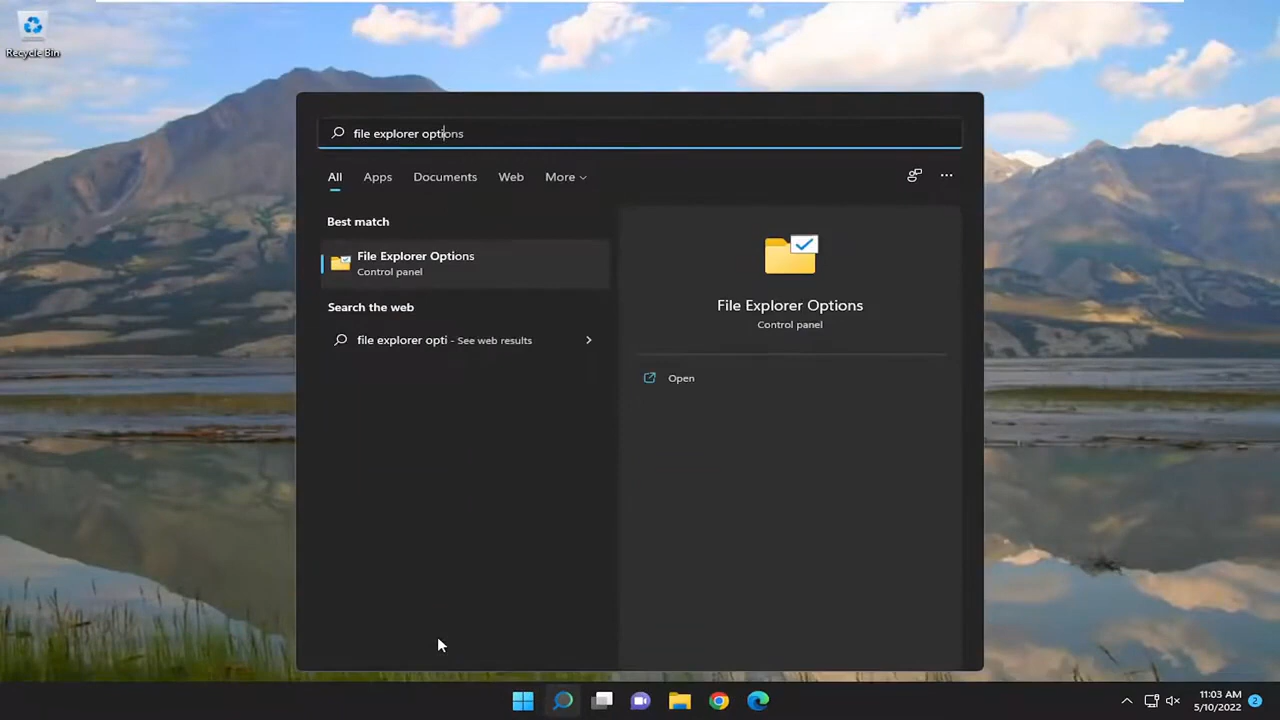 Recycle Bin
file explorer options
All Apps Documents Web More
Best match
File Explorer Options
Control panel
Search the web
file explorer opti - See web results
File Explorer Options
Control panel
Open
11:03 AM
5/10/2022
2